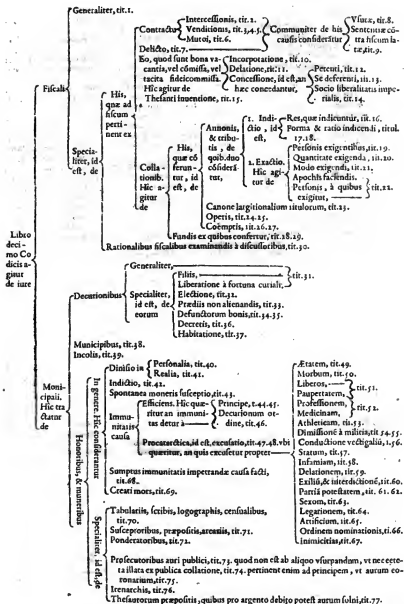 Libro decimo Codicis agitur de iure
Fiscali
Generaliter, tit.1.
Specialiter, id est, de
His, quæ ad fiscum pertinent ex
Contractu
Intercessionis, tit.2.
Venditionis, tit.3,4,5.
Mutui, tit.6.
Communiter de his causis consideratur
Vsuræ, tit.8.
Sententiæ contra fiscum latæ, tit.9.
Delicto, tit.7.
Eo, quod sunt bona vacantia, vel cômissa, vel tacita fideicommissa. Hic agitur de
Incorporatione, tit.10.
Delatione, tit.11.
Concessione, id est, an hæc concedantur,
Petenti, tit.12.
Se deferenti, tit.13.
Socio liberalitatis imperialis, tit.14.
Thesauri inuentione, tit.15.
Collationib. Hic agitur de
His, quæ côferuntur, id est, de
Annonis, & tributis, de quib. duo côsiderātur,
1. Indictio, id est,
Res, quæ indicuntur, tit.16.
Forma & ratio indicendi, titul. 17.18.
2. Exactio. Hic agitur de
Personis exigentibus, tit.19.
Quantitate exigenda, tit.20.
Modo exigendi, tit.21.
Apochis faciendis.
Personis, à quibus exigitur,
tit.22.
Canone largitionalium titulorum, tit.23.
Operis, tit.24.25.
Coëmptis, tit.26.27.
Fundis ex quibus confertur, tit.28.29.
Rationalibus fiscalibus examinandis à discussoribus, tit.30.
Municipali. Hic tractatur de
Decurionibus
Generaliter,
Specialiter, id est, de eorum
Filiis,
Liberatione à fortuna curiali,
tit.31.
Electione, tit.32.
Prædiis non alienandis, tit.33.
Defunctorum bonis, tit.34.35.
Decretis, tit.36.
Habitatione, tit.37.
Municipibus, tit.38.
Incolis, tit.39.
Honoribus, & muneribus
In genere. Hic considerantur
Diuisio in
Personalia, tit.40.
Realia, tit.41.
Indictio, tit.42.
Spontanea muneris susceptio, tit.43.
Immunitatis causa
Efficiens. Hic quæritur an immunitas detur à
Principe, t.44.45.
Decurionum ordine, tit.46.
Procatarctica, id est, excusatio, tit.47.48. vbi quæritur, an quis excusetur propter
Ætatem, tit.49.
Morbum, tit.50.
Liberos,
Paupertatem,
tit.51.
Professionem,
Medicinam,
tit.52.
Athleticam, tit.53.
Dimissionê à militia, tit 54.55.
Conductione vectigaliū, t.56.
Statum, tit.57.
Infamiam, tit.58.
Delationem, tit.59.
Exiliū, & interdictionē, tit.60.
Patriā potestatem, tit. 61.62.
Sexum, tit.63.
Legationem, tit.64.
Artificium, tit.65.
Ordinem nominationis, ti.66.
Inimicitias, tit.67.
Sumptus immunitatis impetrandæ causa facti, tit.68.
Creati mors, tit.69.
Specialiter, id est, de
Tabulariis, scribis, logographis, censualibus, tit.70.
Susceptoribus, præpositis, arcariis, tit.71.
Ponderatoribus, tit.72.
Prosecutoribus auri publici, tit.73. quod non est ab aliquo vsurpandum, vt nec certa illata ex publica collatione, tit.74. pertinent enim ad principem, vt aurum coronarium, tit.75.
Irenarchis, tit.76.
Thesaurorum præpositis, quibus pro argento debito potest aurum solui, tit.77.